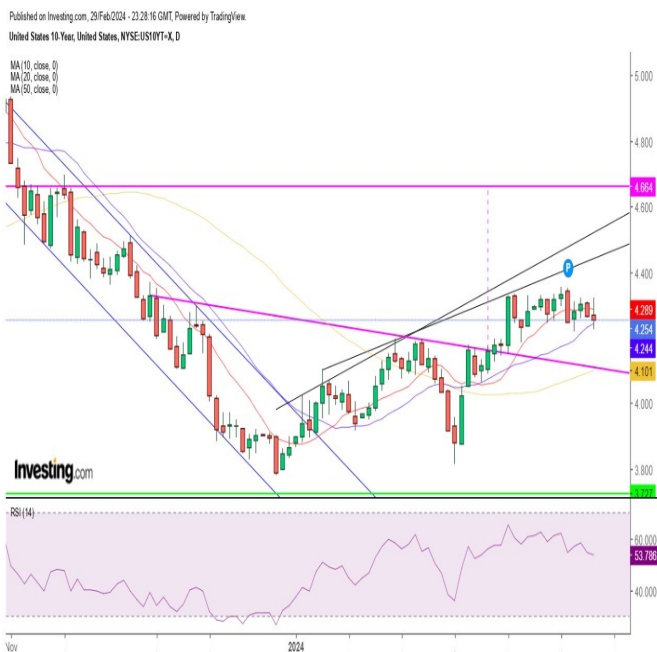 Published on Investing.com, 29/Feb/2024 - 23:28:16 GMT, Powered by TradingView.
United States 10-Year, United States, NYSE:US10YT=X, D
MA (10, close, 0)
MA (20, close, 0)
MA (50, close, 0)
5.000
4.800
4.664
4.600
4.400
P
4.289
4.254
4.244
4.101
4.000
3.800
Investing.com
3.727
RSI (14)
60.000
53.786
40.000
Nov
2024